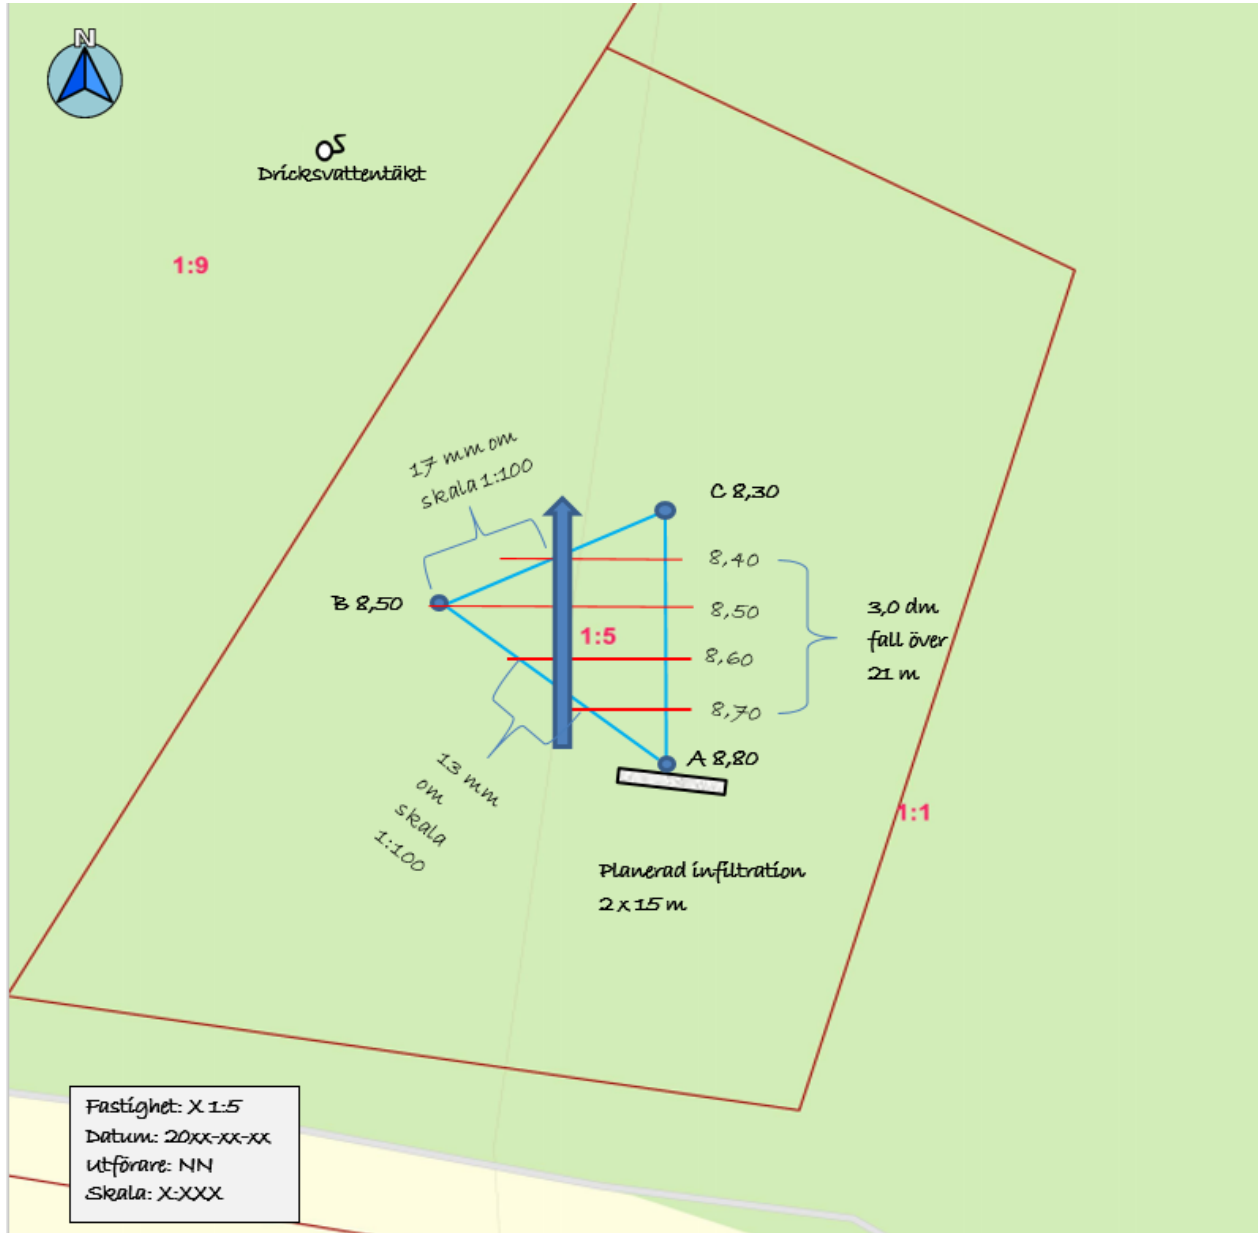 N
Dricksvattentäkt
1:9
17 mm om
skala 1:100
C 8,30
8,40
B 8,50
8,50
3,0 dm
fall över
21 m
1:5
8,60
8,70
A 8,80
13 mm
om
skala
1:100
1:1
Planerad infiltration
2 x 15 m
Fastighet: X 1:5
Datum: 20xx-xx-xx
Utförare: NN
Skala: X:XXX